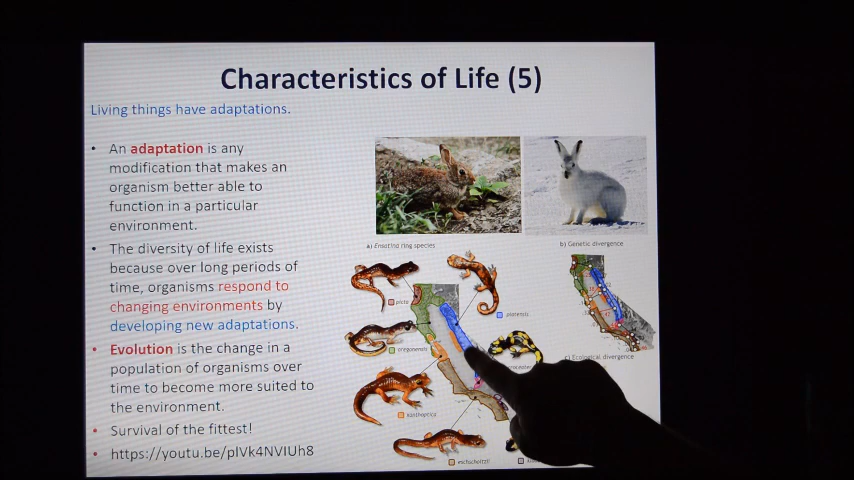 Characteristics of Life (5)
Living things have adaptations.
• An adaptation is any
modification that makes an
organism better able to
function in a particular
environment.
• The diversity of life exists
because over long periods of
time, organisms respond to
changing environments by
developing new adaptations.
• Evolution is the change in a
population of organisms over
time to become more suited to
the environment.
• Survival of the fittest!
• https://youtu.be/plVk4NVIUh8
a) Ensatina ring species
b) Genetic divergence
picta
platensis
oregonensis
c) Ecological divergence
xanthoptica
eschscholtzii